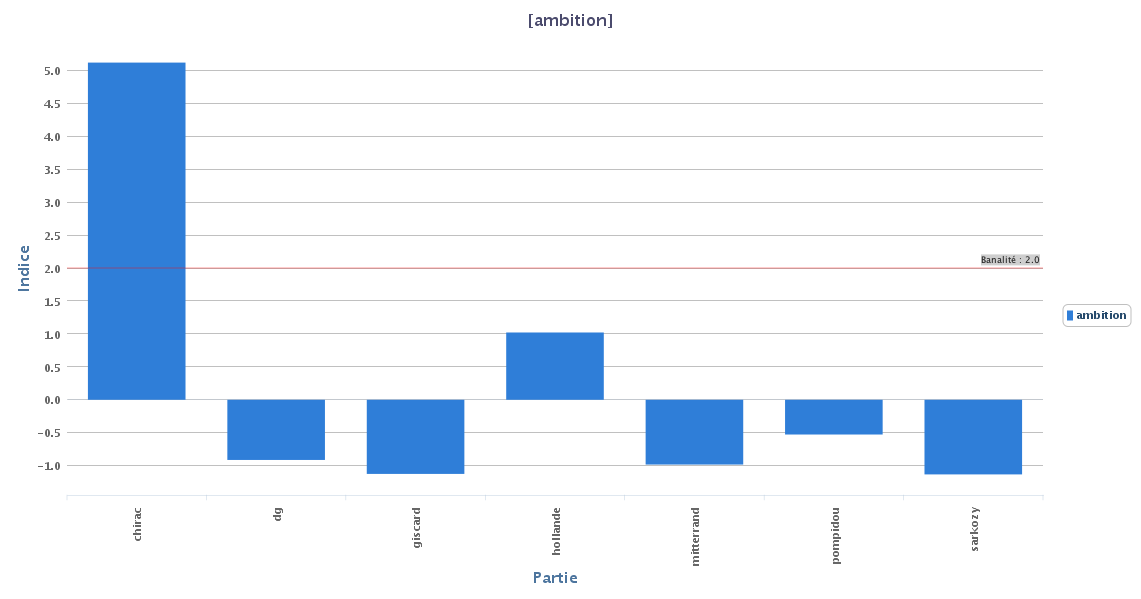 [ambition]
5.0
4.5
4.0
3.5
3.0
2.5
2.0
1.5
1.0
0.5
0.0
−0.5
−1.0
Indice
Banalité : 2.0
ambition
chirac
dg
giscard
hollande
mitterrand
pompidou
sarkozy
Partie